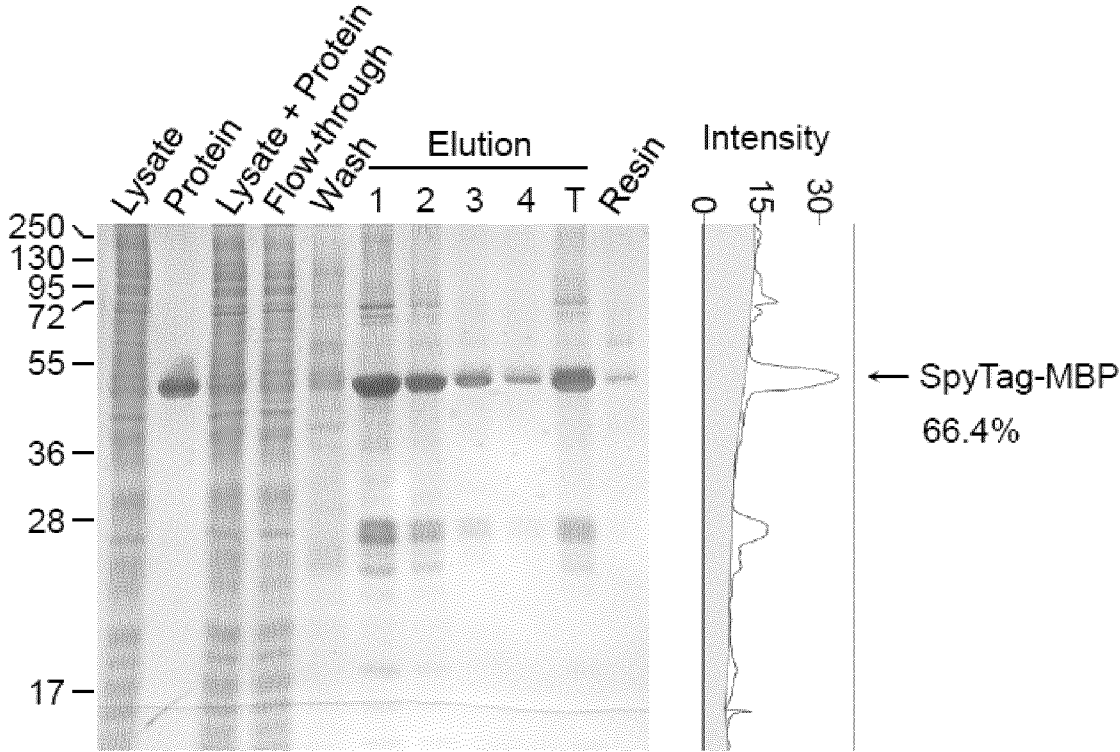 Lysate
Protein
Lysate + Protein
Flow-through
Wash
Elution
1 2 3 4 T
Resin
250
130
95
72
55
36
28
17
Intensity
0 15 30
SpyTag-MBP
66.4%